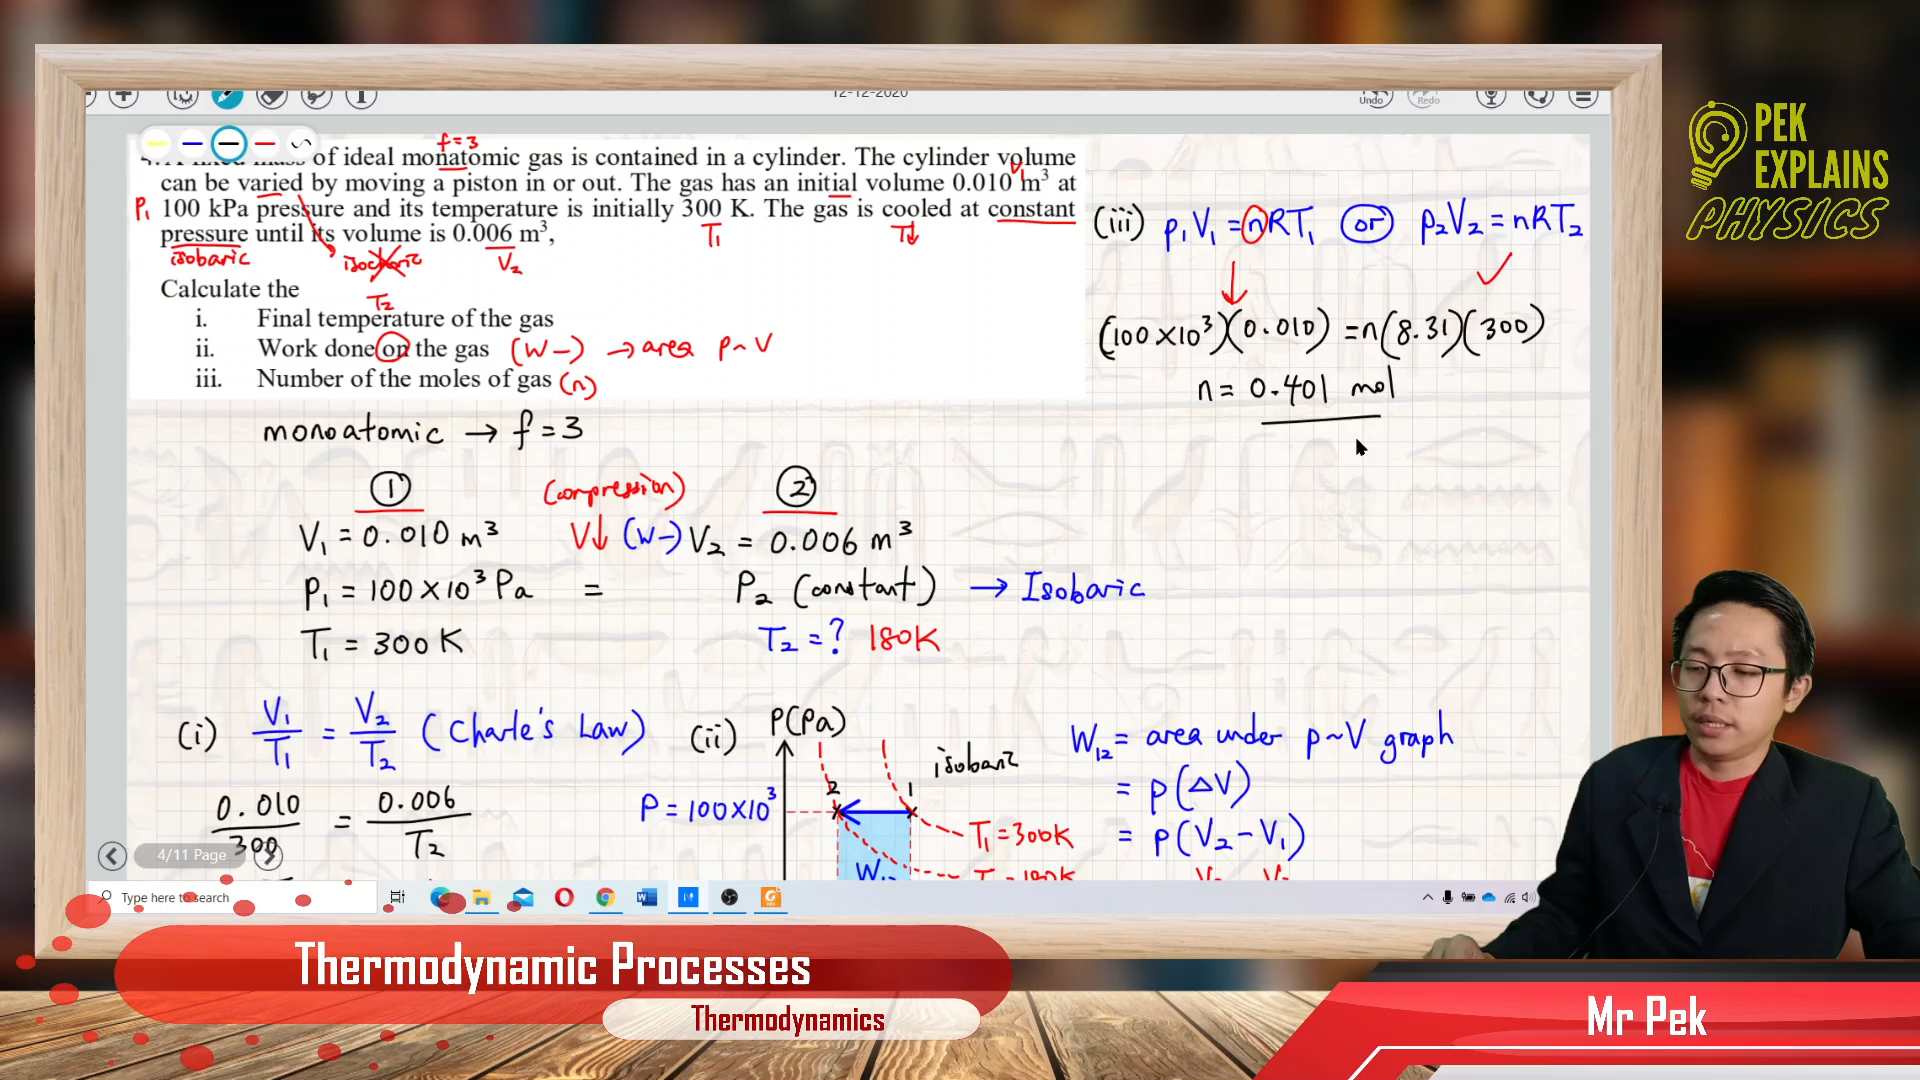 12-12-2020
Undo
Redo
of ideal monatomic gas is contained in a cylinder. The cylinder volume
can be varied by moving a piston in or out. The gas has an initial volume 0.010 m³ at
100 kPa pressure and its temperature is initially 300 K. The gas is cooled at constant
pressure until its volume is 0.006 m³,
f=3
V₁
P₁
T₁
T↓
isobaric
isochoric
V₂
Calculate the
T₂
i. Final temperature of the gas
ii. Work done on the gas (W-) → area p~V
iii. Number of the moles of gas (n)
monoatomic → f = 3
① (compression) ②
V₁ = 0.010 m³ V↓ (W-) V₂ = 0.006 m³
P₁ = 100×10³ Pa = P₂ (constant) → Isobaric
T₁ = 300 K T₂ = ? 180K
(i) V₁/T₁ = V₂/T₂ (Charle's Law)
0.010/300 = 0.006/T₂
(ii) P(Pa)
isobaric
2 1
P = 100×10³
T₁ = 300K
W₁₂
W₁₂ = area under p~V graph
= p(ΔV)
= p(V₂-V₁)
(iii) p₁V₁ = nRT₁ or p₂V₂ = nRT₂
(100×10³)(0.010) = n(8.31)(300)
n = 0.401 mol
4/11 Page
Type here to search
PEK
EXPLAINS
PHYSICS
Thermodynamic Processes
Thermodynamics
Mr Pek